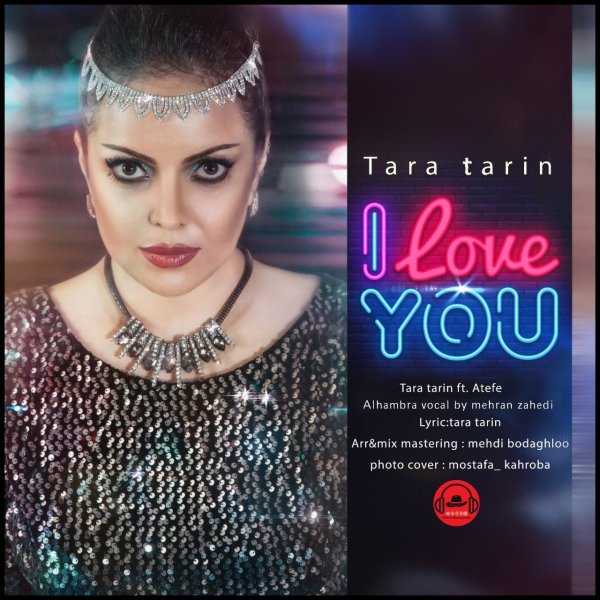 Tara tarin
I Love
YOU
Tara tarin ft. Atefe
Alhambra vocal by mehran zahedi
Lyric:tara tarin
Arr&mix mastering : mehdi bodaghloo
photo cover : mostafa_ kahroba